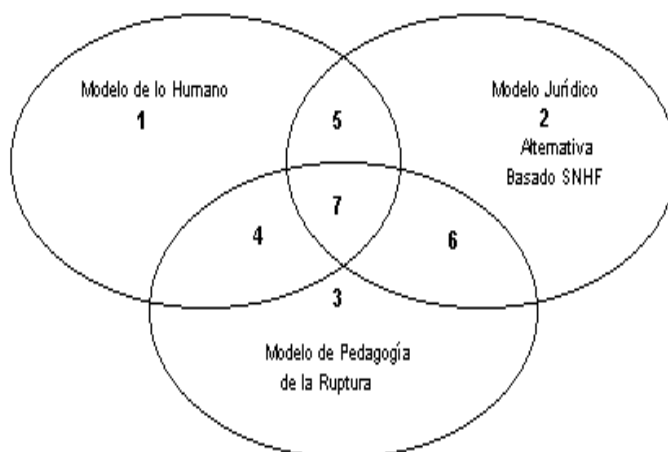 Modelo de lo Humano
1
5
Modelo Jurídico
2
Alternativa
Basado SNHF
7
4
6
3
Modelo de Pedagogía
de la Ruptura